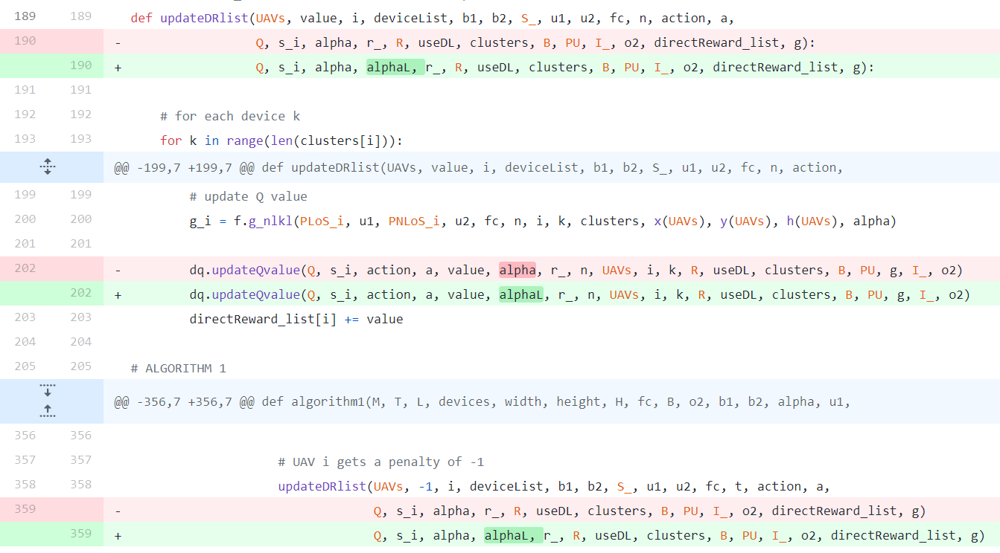 189 189 def updateDRlist(UAVs, value, i, deviceList, b1, b2, S_, u1, u2, fc, n, action, a,
190 - Q, s_i, alpha, r_, R, useDL, clusters, B, PU, I_, o2, directReward_list, g):
190 + Q, s_i, alpha, alphaL, r_, R, useDL, clusters, B, PU, I_, o2, directReward_list, g):
191 191
192 192 # for each device k
193 193 for k in range(len(clusters[i])):
@@ -199,7 +199,7 @@ def updateDRlist(UAVs, value, i, deviceList, b1, b2, S_, u1, u2, fc, n, action,
199 199 # update Q value
200 200 g_i = f.g_nlkl(PLoS_i, u1, PNLoS_i, u2, fc, n, i, k, clusters, x(UAVs), y(UAVs), h(UAVs), alpha)
201 201
202 - dq.updateQvalue(Q, s_i, action, a, value, alpha, r_, n, UAVs, i, k, R, useDL, clusters, B, PU, g, I_, o2)
202 + dq.updateQvalue(Q, s_i, action, a, value, alphaL, r_, n, UAVs, i, k, R, useDL, clusters, B, PU, g, I_, o2)
203 203 directReward_list[i] += value
204 204
205 205 # ALGORITHM 1
@@ -356,7 +356,7 @@ def algorithm1(M, T, L, devices, width, height, H, fc, B, o2, b1, b2, alpha, u1,
356 356
357 357 # UAV i gets a penalty of -1
358 358 updateDRlist(UAVs, -1, i, deviceList, b1, b2, S_, u1, u2, fc, t, action, a,
359 - Q, s_i, alpha, r_, R, useDL, clusters, B, PU, I_, o2, directReward_list, g)
359 + Q, s_i, alpha, alphaL, r_, R, useDL, clusters, B, PU, I_, o2, directReward_list, g)